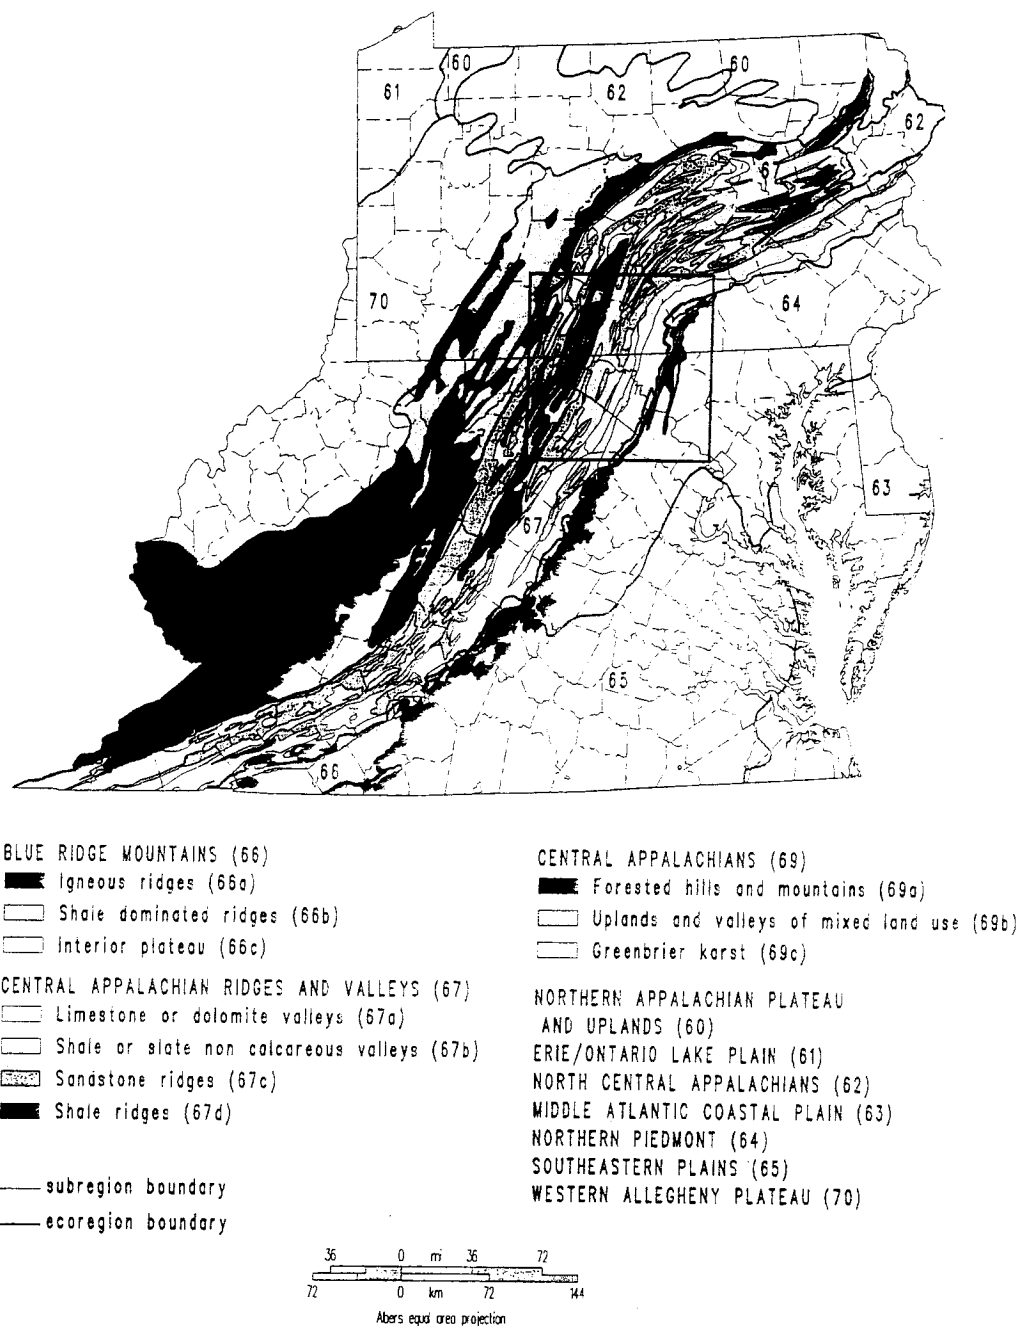 60
60
61
62
62
6
70
64
63
67
65
66
BLUE RIDGE MOUNTAINS (66)
Igneous ridges (66a)
Shale dominated ridges (66b)
Interior plateau (66c)
CENTRAL APPALACHIAN RIDGES AND VALLEYS (67)
Limestone or dolomite valleys (67a)
Shale or slate non calcareous valleys (67b)
Sandstone ridges (67c)
Shale ridges (67d)
subregion boundary
ecoregion boundary
CENTRAL APPALACHIANS (69)
Forested hills and mountains (69a)
Uplands and valleys of mixed land use (69b)
Greenbrier karst (69c)
NORTHERN APPALACHIAN PLATEAU
AND UPLANDS (60)
ERIE/ONTARIO LAKE PLAIN (61)
NORTH CENTRAL APPALACHIANS (62)
MIDDLE ATLANTIC COASTAL PLAIN (63)
NORTHERN PIEDMONT (64)
SOUTHEASTERN PLAINS (65)
WESTERN ALLEGHENY PLATEAU (70)
36 0 mi 36 72
72 0 km 72 144
Abers equal area projection